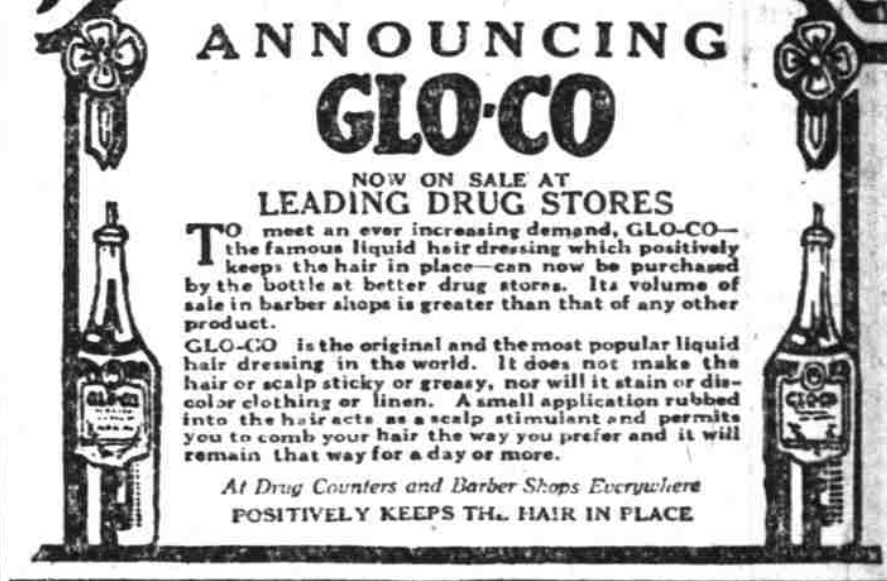 ANNOUNCING
GLO-CO
NOW ON SALE AT
LEADING DRUG STORES
TO meet an ever increasing demand, GLO-CO—
the famous liquid hair dressing which positively
keeps the hair in place—can now be purchased
by the bottle at better drug stores. Its volume of
sale in barber shops is greater than that of any other
product.
GLO-CO is the original and the most popular liquid
hair dressing in the world. It does not make the
hair or scalp sticky or greasy, nor will it stain or dis-
color clothing or linen. A small application rubbed
into the hair acts as a scalp stimulant and permits
you to comb your hair the way you prefer and it will
remain that way for a day or more.
At Drug Counters and Barber Shops Everywhere
POSITIVELY KEEPS THE HAIR IN PLACE
GLO-CO
GLO-CO